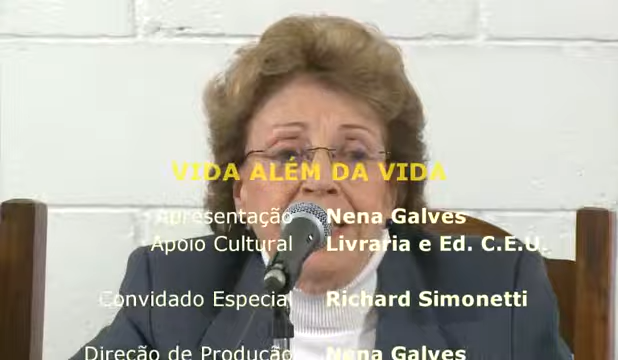 VIDA ALÉM DA VIDA
Apresentação Nena Galves
Apoio Cultural Livraria e Ed. C.E.U.
Convidado Especial Richard Simonetti
Direção de Produção Nena Galves